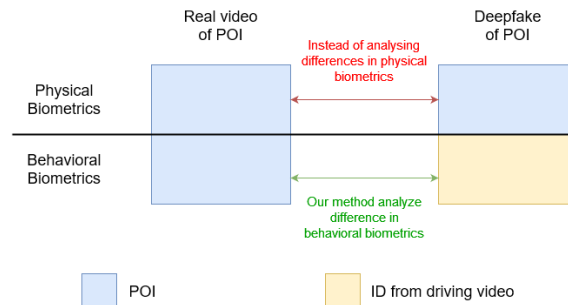 Real video
of POI
Deepfake
of POI
Instead of analysing
differences in physical
biometrics
Physical
Biometrics
Behavioral
Biometrics
Our method analyze
difference in
behavioral biometrics
POI
ID from driving video